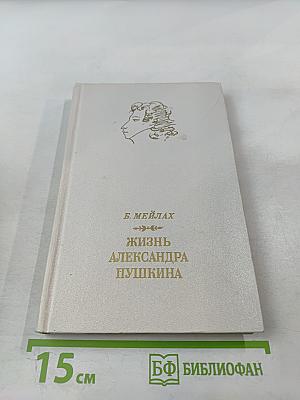 Б. МЕЙЛАХ
ЖИЗНЬ
АЛЕКСАНДРА
ПУШКИНА
15 см
БФ БИБЛИОФАН